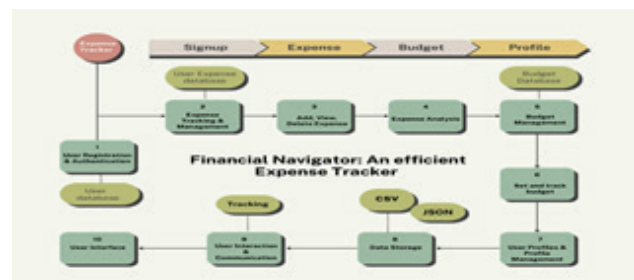 Expense
Tracker
Signup
Expense
Budget
Profile
User Expense
database
Budget
Database
2
Expense
Tracking &
Management
3
Add, View,
Delete Expense
4
Expense Analysis
5
Budget
Management
1
User Registration
& Authentication
User
database
Financial Navigator: An efficient
Expense Tracker
6
Set and track
budget
Tracking
CSV
JSON
10
User Interface
9
User Interaction
& Communication
8
Data Storage
7
User Profiles &
Profile
Management